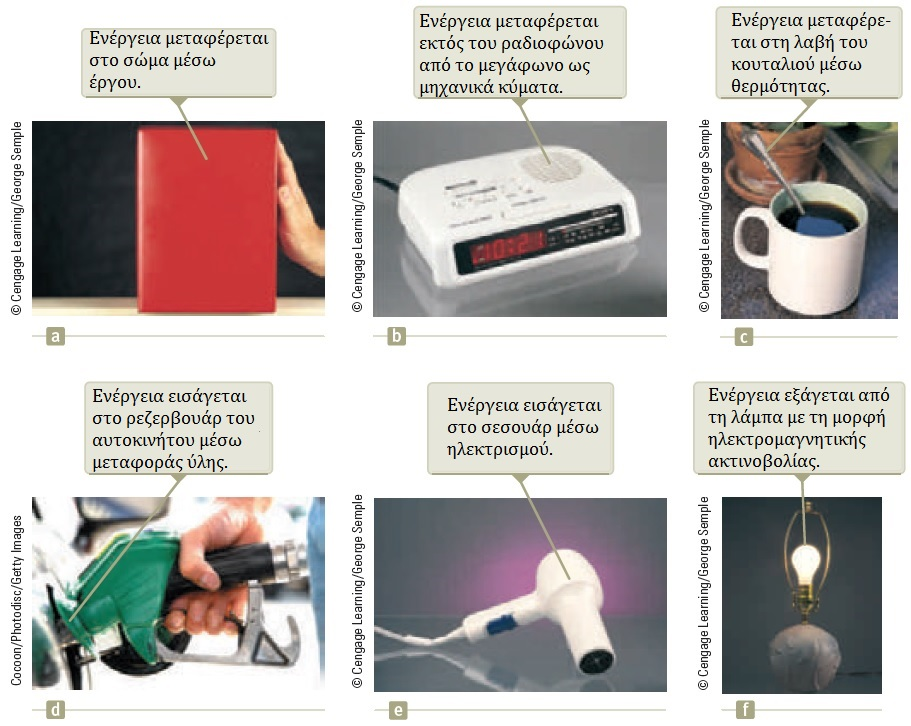 Ενέργεια μεταφέρεται
στο σώμα μέσω
έργου.
© Cengage Learning/George Semple
a
Ενέργεια μεταφέρεται
εκτός του ραδιοφώνου
από το μεγάφωνο ως
μηχανικά κύματα.
© Cengage Learning/George Semple
10:21
b
Ενέργεια μεταφέρε-
ται στη λαβή του
κουταλιού μέσω
θερμότητας.
© Cengage Learning/George Semple
c
Ενέργεια εισάγεται
στο ρεζερβουάρ του
αυτοκινήτου μέσω
μεταφοράς ύλης.
Cocoon/Photodisc/Getty Images
d
Ενέργεια εισάγεται
στο σεσουάρ μέσω
ηλεκτρισμού.
© Cengage Learning/George Semple
e
Ενέργεια εξάγεται από
τη λάμπα με τη μορφή
ηλεκτρομαγνητικής
ακτινοβολίας.
© Cengage Learning/George Semple
f